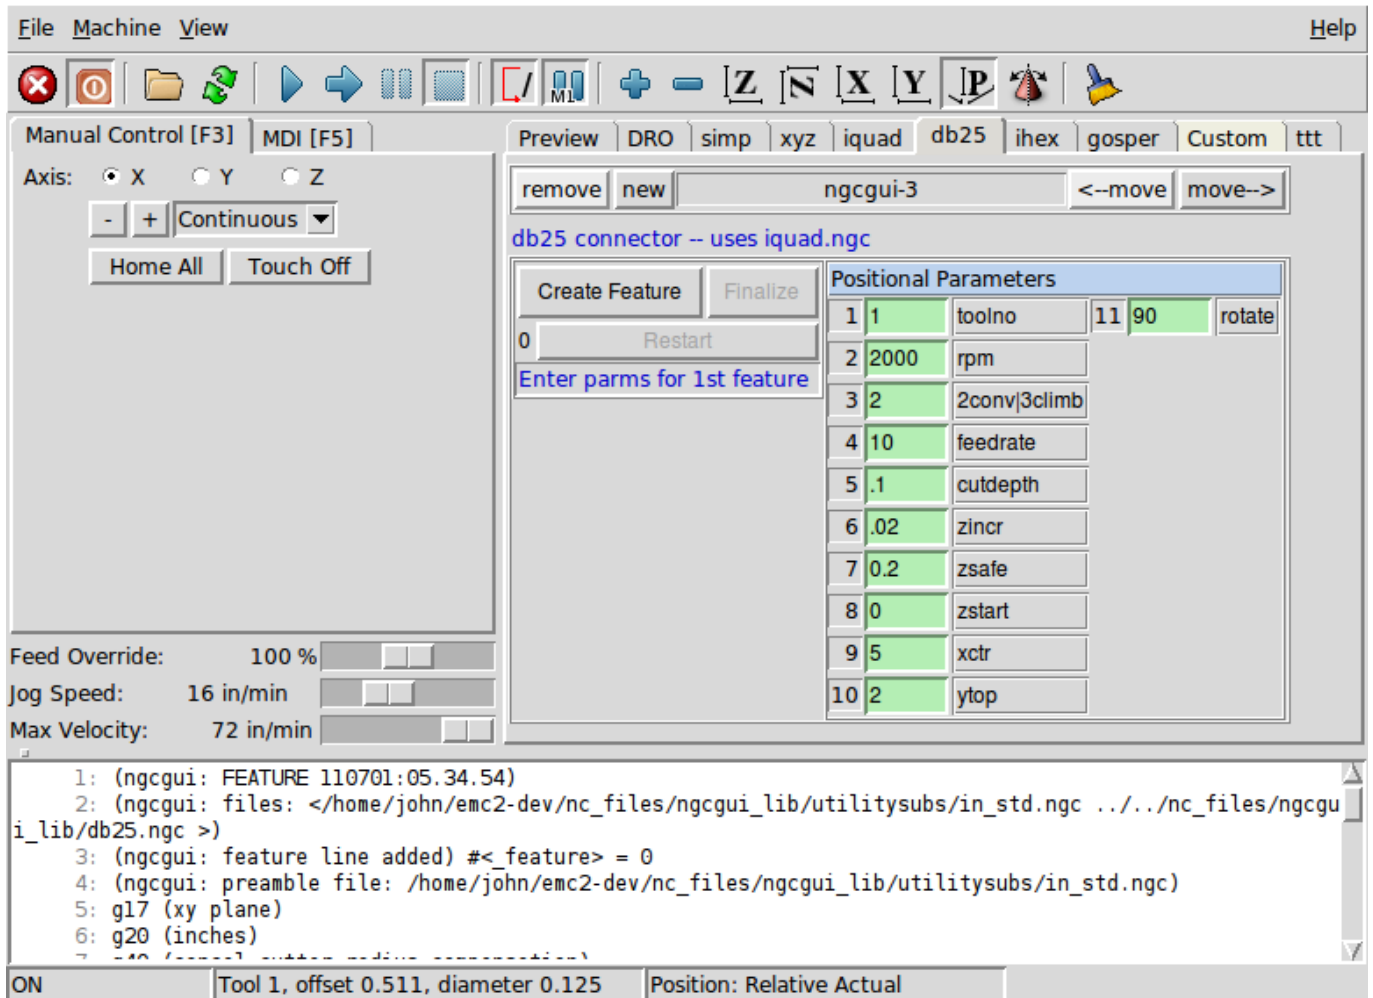 File Machine View Help
M1 Z N X Y P
Manual Control [F3] MDI [F5]
Axis: X Y Z
- + Continuous
Home All Touch Off
Feed Override: 100 %
Jog Speed: 16 in/min
Max Velocity: 72 in/min
Preview DRO simp xyz iquad db25 ihex gosper Custom ttt
remove new ngcgui-3 <--move move-->
db25 connector -- uses iquad.ngc
Create Feature Finalize
0 Restart
Enter parms for 1st feature
Positional Parameters
1 1 toolno 11 90 rotate
2 2000 rpm
3 2 2conv|3climb
4 10 feedrate
5 .1 cutdepth
6 .02 zincr
7 0.2 zsafe
8 0 zstart
9 5 xctr
10 2 ytop
1: (ngcgui: FEATURE 110701:05.34.54)
2: (ngcgui: files: </home/john/emc2-dev/nc_files/ngcgui_lib/utilitysubs/in_std.ngc ../../nc_files/ngcgu
i_lib/db25.ngc >)
3: (ngcgui: feature line added) #<_feature> = 0
4: (ngcgui: preamble file: /home/john/emc2-dev/nc_files/ngcgui_lib/utilitysubs/in_std.ngc)
5: g17 (xy plane)
6: g20 (inches)
7: g40 (cancel cutter radius compensation)
ON Tool 1, offset 0.511, diameter 0.125 Position: Relative Actual